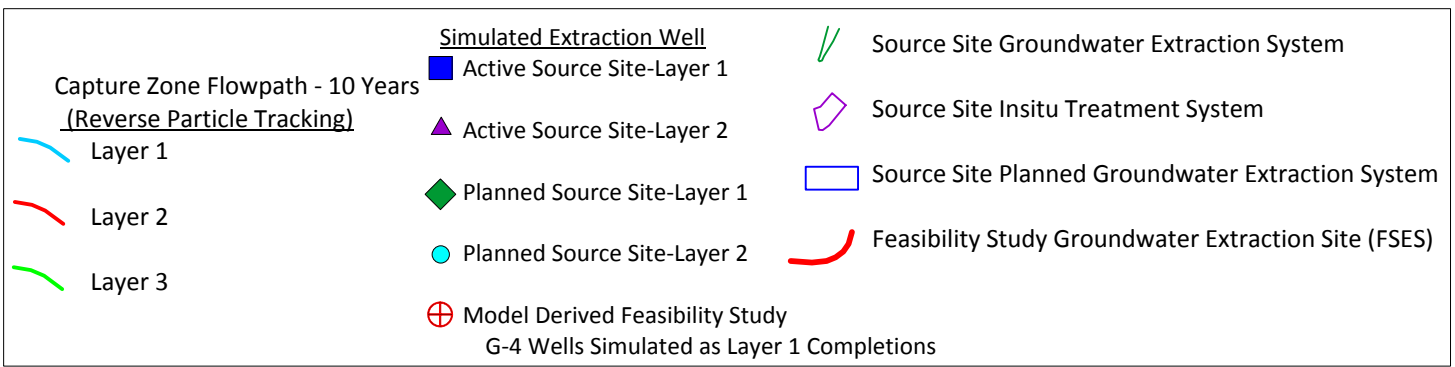 Capture Zone Flowpath - 10 Years
(Reverse Particle Tracking)
Layer 1
Layer 2
Layer 3
Simulated Extraction Well
Active Source Site-Layer 1
Active Source Site-Layer 2
Planned Source Site-Layer 1
Planned Source Site-Layer 2
Model Derived Feasibility Study
G-4 Wells Simulated as Layer 1 Completions
Source Site Groundwater Extraction System
Source Site Insitu Treatment System
Source Site Planned Groundwater Extraction System
Feasibility Study Groundwater Extraction Site (FSES)